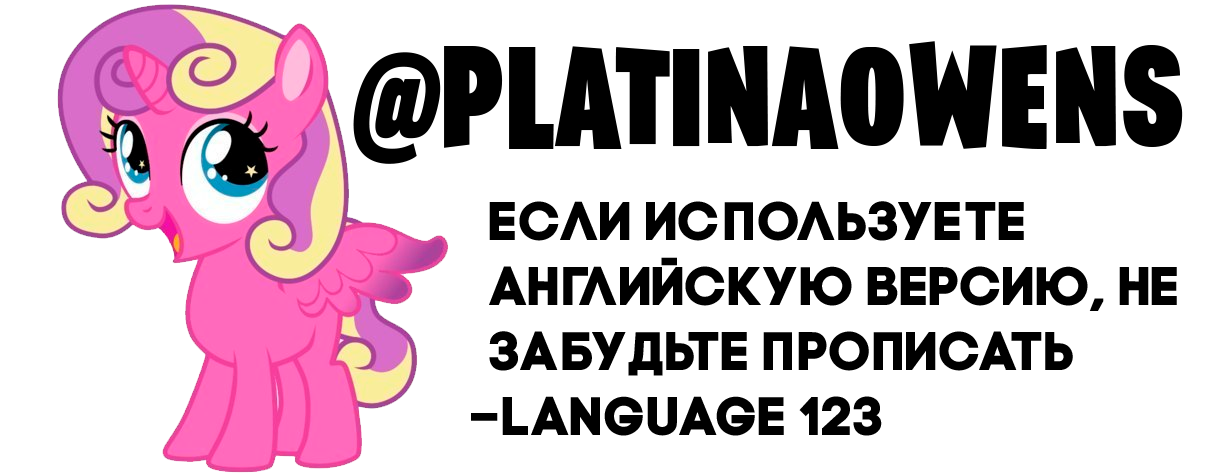 @PLATINAOWENS
ЕСЛИ ИСПОЛЬЗУЕТЕ
АНГЛИЙСКУЮ ВЕРСИЮ, НЕ
ЗАБУДЬТЕ ПРОПИСАТЬ
–LANGUAGE 123